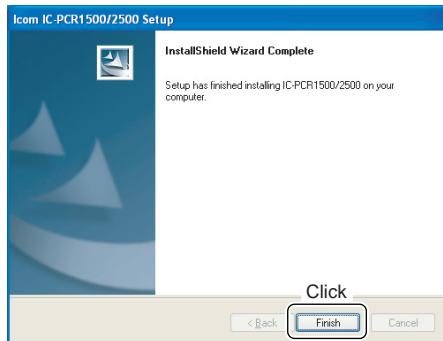 Icom IC-PCR1500/2500 Setup
InstallShield Wizard Complete
Setup has finished installing IC-PCR1500/2500 on your
computer.
Click
< Back
Finish
Cancel